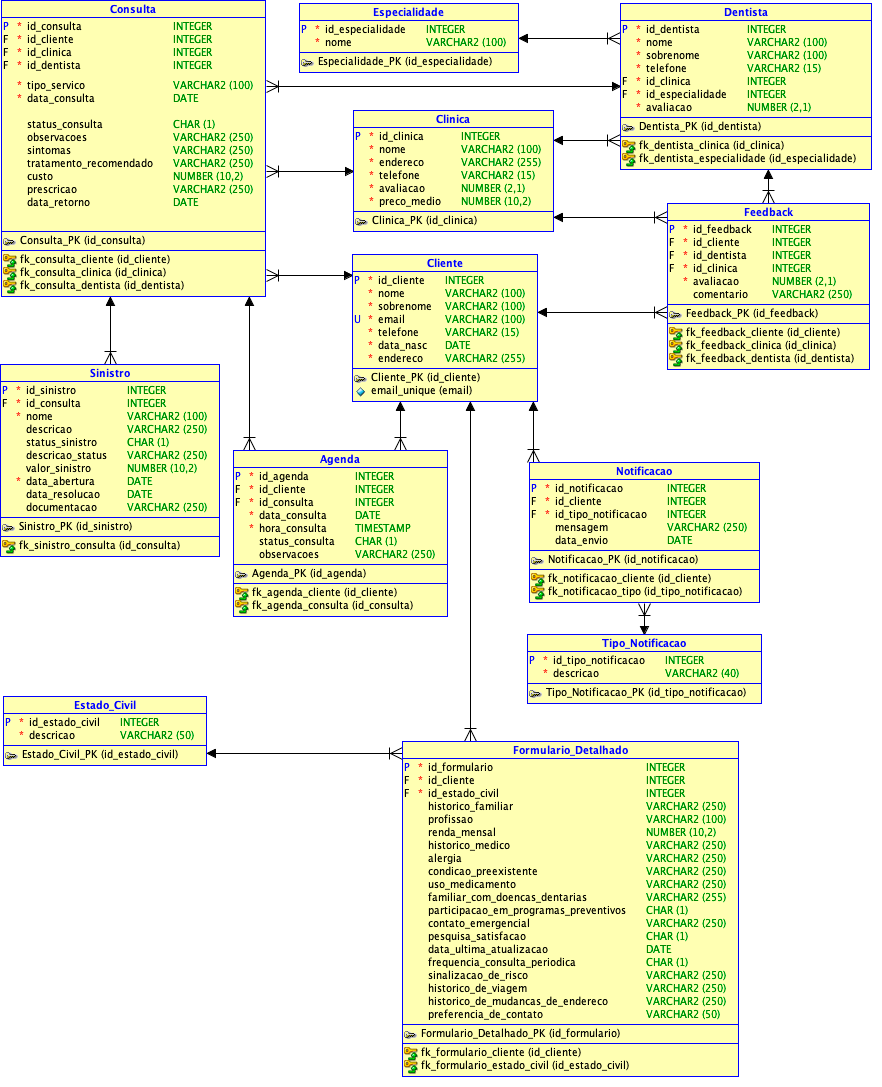 Consulta
P * id_consulta INTEGER
F * id_cliente INTEGER
F * id_clinica INTEGER
F * id_dentista INTEGER
* tipo_servico VARCHAR2 (100)
* data_consulta DATE
status_consulta CHAR (1)
observacoes VARCHAR2 (250)
sintomas VARCHAR2 (250)
tratamento_recomendado VARCHAR2 (250)
custo NUMBER (10,2)
prescricao VARCHAR2 (250)
data_retorno DATE
Consulta_PK (id_consulta)
fk_consulta_cliente (id_cliente)
fk_consulta_clinica (id_clinica)
fk_consulta_dentista (id_dentista)
Especialidade
P * id_especialidade INTEGER
* nome VARCHAR2 (100)
Especialidade_PK (id_especialidade)
Dentista
P * id_dentista INTEGER
* nome VARCHAR2 (100)
* sobrenome VARCHAR2 (100)
* telefone VARCHAR2 (15)
F * id_clinica INTEGER
F * id_especialidade INTEGER
* avaliacao NUMBER (2,1)
Dentista_PK (id_dentista)
fk_dentista_clinica (id_clinica)
fk_dentista_especialidade (id_especialidade)
Clinica
P * id_clinica INTEGER
* nome VARCHAR2 (100)
* endereco VARCHAR2 (255)
* telefone VARCHAR2 (15)
* avaliacao NUMBER (2,1)
* preco_medio NUMBER (10,2)
Clinica_PK (id_clinica)
Feedback
P * id_feedback INTEGER
F * id_cliente INTEGER
F * id_dentista INTEGER
F * id_clinica INTEGER
* avaliacao NUMBER (2,1)
comentario VARCHAR2 (250)
Feedback_PK (id_feedback)
fk_feedback_cliente (id_cliente)
fk_feedback_clinica (id_clinica)
fk_feedback_dentista (id_dentista)
Cliente
P * id_cliente INTEGER
* nome VARCHAR2 (100)
* sobrenome VARCHAR2 (100)
U * email VARCHAR2 (100)
* telefone VARCHAR2 (15)
* data_nasc DATE
* endereco VARCHAR2 (255)
Cliente_PK (id_cliente)
email_unique (email)
Sinistro
P * id_sinistro INTEGER
F * id_consulta INTEGER
* nome VARCHAR2 (100)
descricao VARCHAR2 (250)
status_sinistro CHAR (1)
descricao_status VARCHAR2 (250)
valor_sinistro NUMBER (10,2)
* data_abertura DATE
data_resolucao DATE
documentacao VARCHAR2 (250)
Sinistro_PK (id_sinistro)
fk_sinistro_consulta (id_consulta)
Agenda
P * id_agenda INTEGER
F * id_cliente INTEGER
F * id_consulta INTEGER
* data_consulta DATE
* hora_consulta TIMESTAMP
status_consulta CHAR (1)
observacoes VARCHAR2 (250)
Agenda_PK (id_agenda)
fk_agenda_cliente (id_cliente)
fk_agenda_consulta (id_consulta)
Notificacao
P * id_notificacao INTEGER
F * id_cliente INTEGER
F * id_tipo_notificacao INTEGER
mensagem VARCHAR2 (250)
data_envio DATE
Notificacao_PK (id_notificacao)
fk_notificacao_cliente (id_cliente)
fk_notificacao_tipo (id_tipo_notificacao)
Tipo_Notificacao
P * id_tipo_notificacao INTEGER
* descricao VARCHAR2 (40)
Tipo_Notificacao_PK (id_tipo_notificacao)
Estado_Civil
P * id_estado_civil INTEGER
* descricao VARCHAR2 (50)
Estado_Civil_PK (id_estado_civil)
Formulario_Detalhado
P * id_formulario INTEGER
F * id_cliente INTEGER
F * id_estado_civil INTEGER
historico_familiar VARCHAR2 (250)
profissao VARCHAR2 (100)
renda_mensal NUMBER (10,2)
historico_medico VARCHAR2 (250)
alergia VARCHAR2 (250)
condicao_preexistente VARCHAR2 (250)
uso_medicamento VARCHAR2 (250)
familiar_com_doencas_dentarias VARCHAR2 (255)
participacao_em_programas_preventivos CHAR (1)
contato_emergencial VARCHAR2 (250)
pesquisa_satisfacao CHAR (1)
data_ultima_atualizacao DATE
frequencia_consulta_periodica CHAR (1)
sinalizacao_de_risco VARCHAR2 (250)
historico_de_viagem VARCHAR2 (250)
historico_de_mudancas_de_endereco VARCHAR2 (250)
preferencia_de_contato VARCHAR2 (50)
Formulario_Detalhado_PK (id_formulario)
fk_formulario_cliente (id_cliente)
fk_formulario_estado_civil (id_estado_civil)